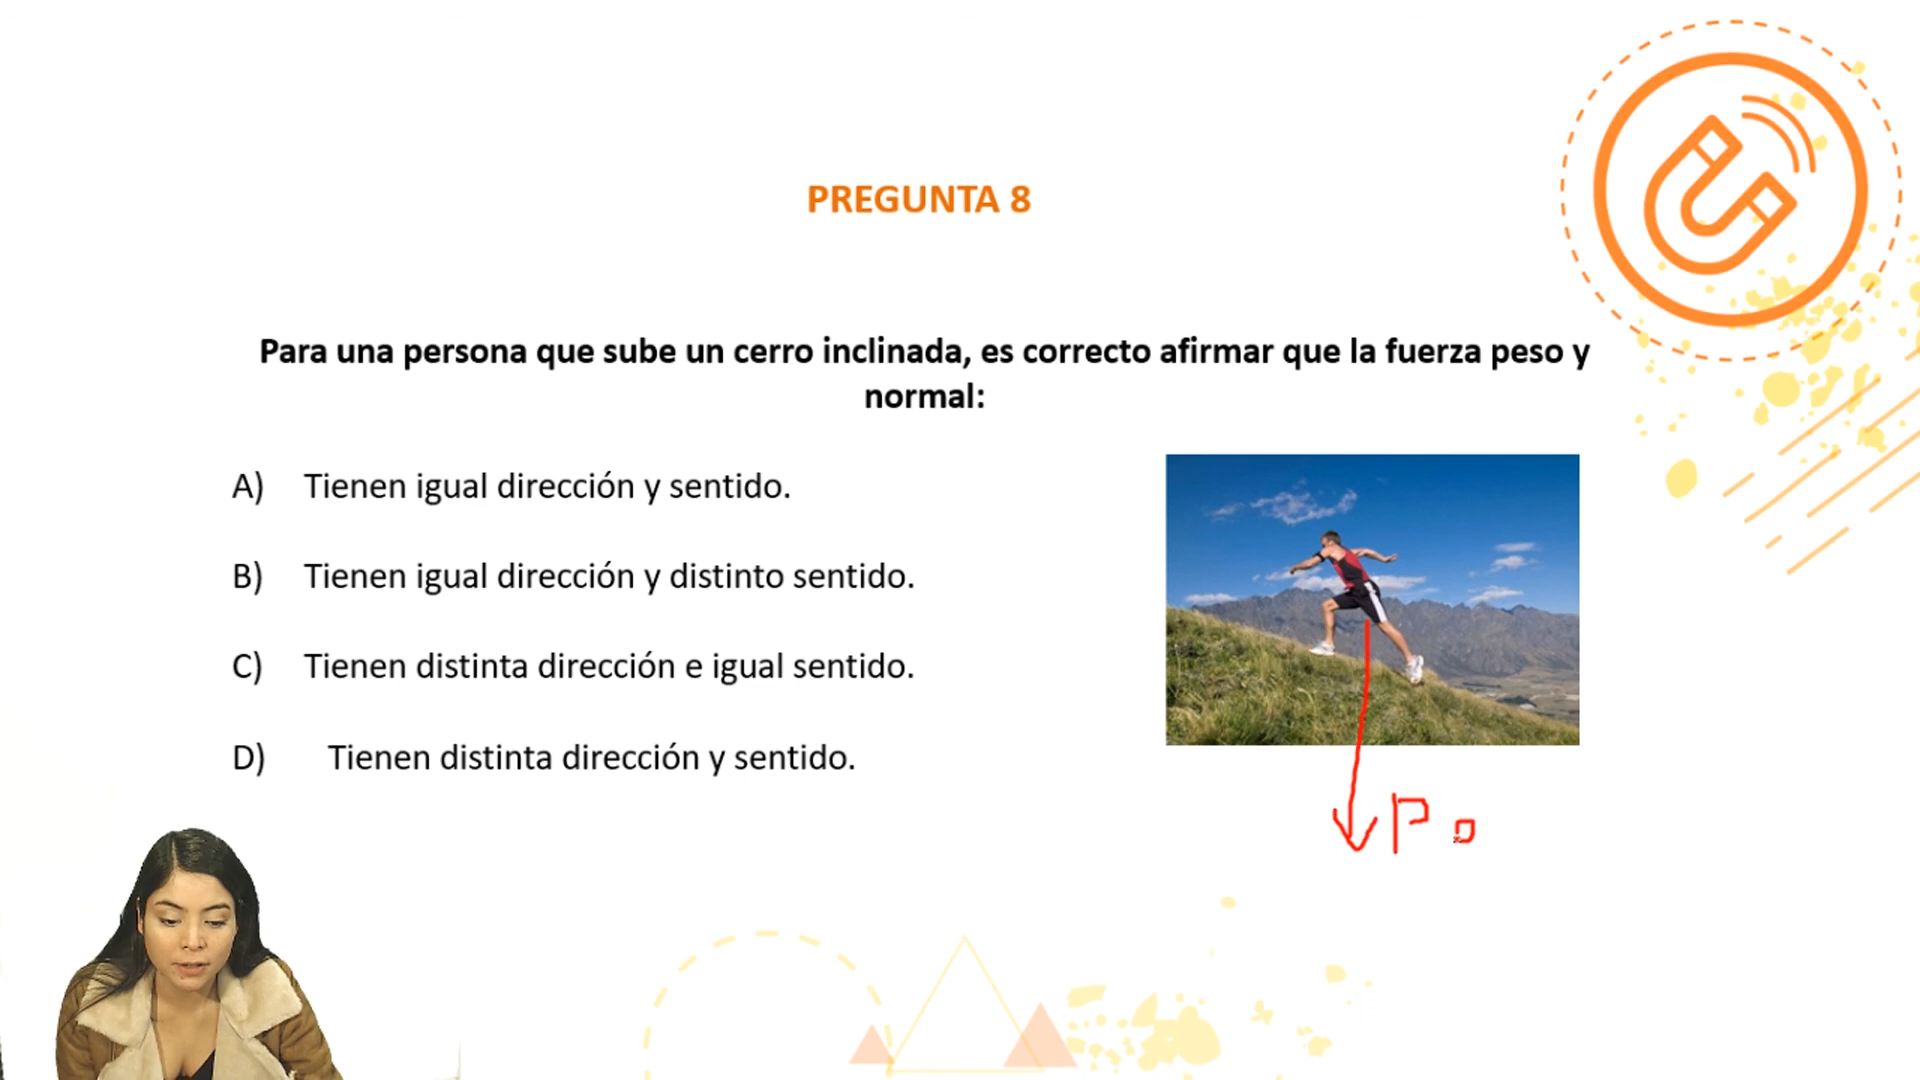 PREGUNTA 8
Para una persona que sube un cerro inclinada, es correcto afirmar que la fuerza peso y
normal:
A) Tienen igual dirección y sentido.
B) Tienen igual dirección y distinto sentido.
C) Tienen distinta dirección e igual sentido.
D) Tienen distinta dirección y sentido.
P o